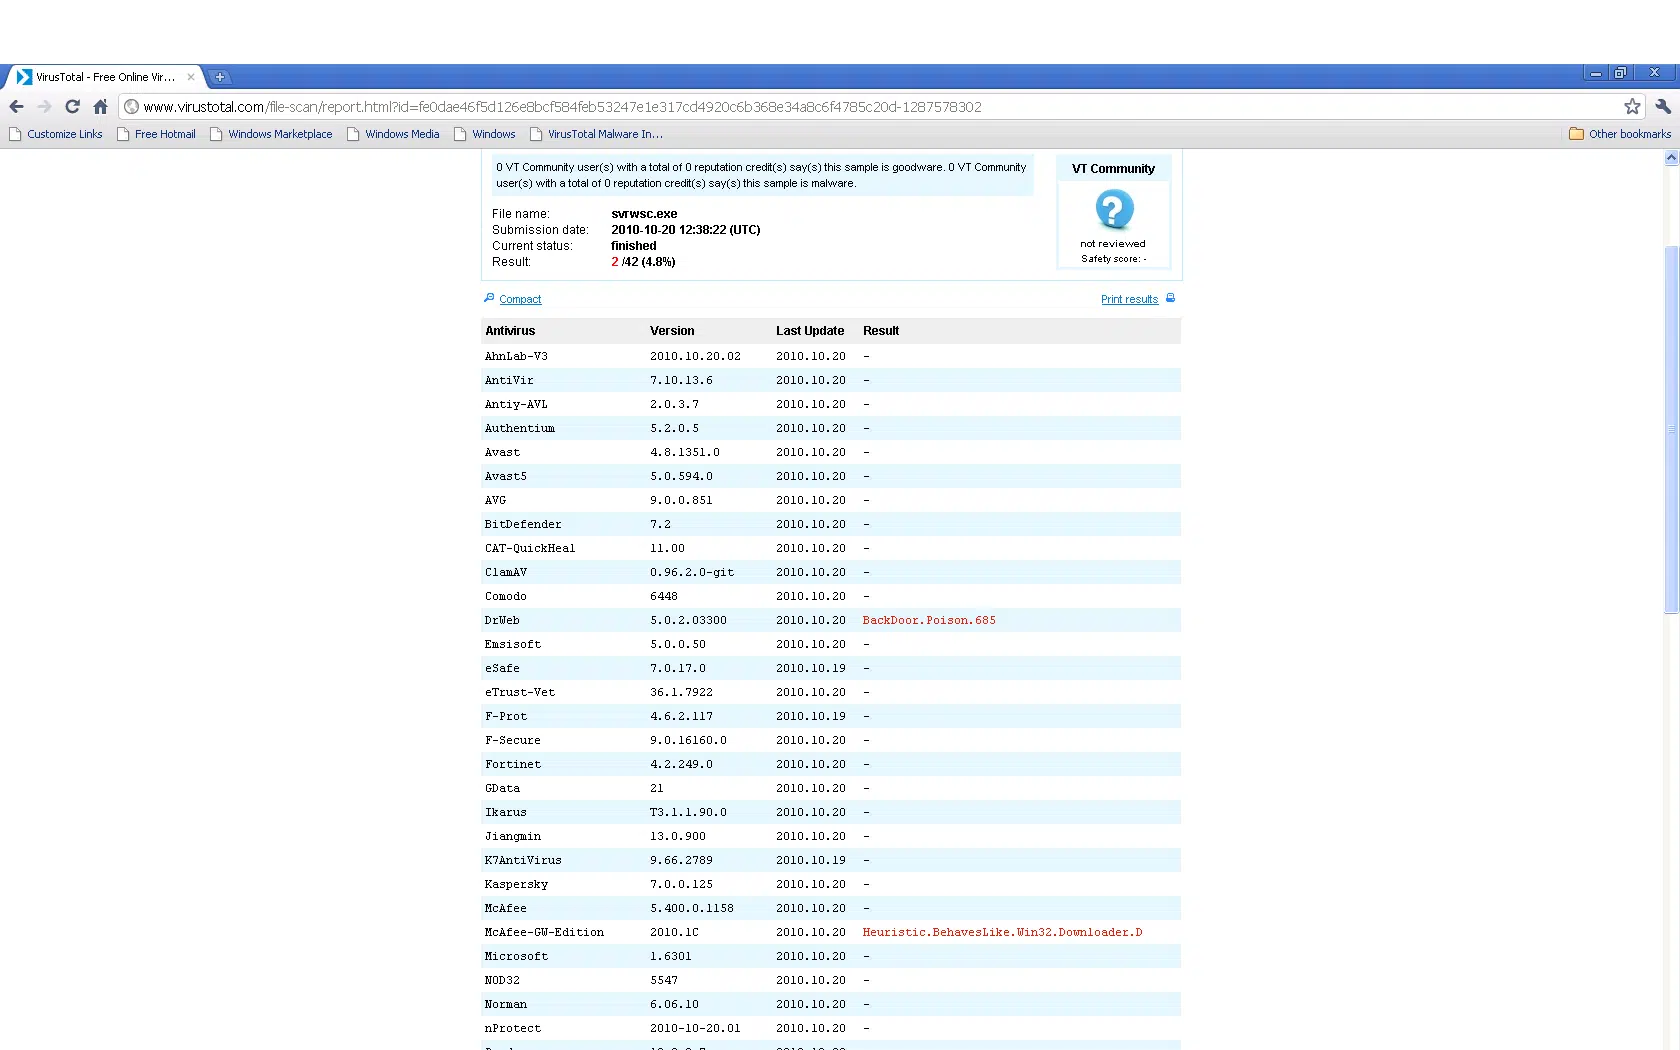 VirusTotal - Free Online Vir...
www.virustotal.com/file-scan/report.html?id=fe0dae46f5d126e8bcf584feb53247e1e317cd4920c6b368e34a8c6f4785c20d-1287578302
Customize Links Free Hotmail Windows Marketplace Windows Media Windows VirusTotal Malware In... Other bookmarks
0 VT Community user(s) with a total of 0 reputation credit(s) say(s) this sample is goodware. 0 VT Community
user(s) with a total of 0 reputation credit(s) say(s) this sample is malware.
VT Community
not reviewed
Safety score: -
File name: svrwsc.exe
Submission date: 2010-10-20 12:38:22 (UTC)
Current status: finished
Result: 2 /42 (4.8%)
Compact Print results
Antivirus Version Last Update Result
AhnLab-V3 2010.10.20.02 2010.10.20 -
AntiVir 7.10.13.6 2010.10.20 -
Antiy-AVL 2.0.3.7 2010.10.20 -
Authentium 5.2.0.5 2010.10.20 -
Avast 4.8.1351.0 2010.10.20 -
Avast5 5.0.594.0 2010.10.20 -
AVG 9.0.0.851 2010.10.20 -
BitDefender 7.2 2010.10.20 -
CAT-QuickHeal 11.00 2010.10.20 -
ClamAV 0.96.2.0-git 2010.10.20 -
Comodo 6448 2010.10.20 -
DrWeb 5.0.2.03300 2010.10.20 BackDoor.Poison.685
Emsisoft 5.0.0.50 2010.10.20 -
eSafe 7.0.17.0 2010.10.19 -
eTrust-Vet 36.1.7922 2010.10.20 -
F-Prot 4.6.2.117 2010.10.19 -
F-Secure 9.0.16160.0 2010.10.20 -
Fortinet 4.2.249.0 2010.10.20 -
GData 21 2010.10.20 -
Ikarus T3.1.1.90.0 2010.10.20 -
Jiangmin 13.0.900 2010.10.20 -
K7AntiVirus 9.66.2789 2010.10.19 -
Kaspersky 7.0.0.125 2010.10.20 -
McAfee 5.400.0.1158 2010.10.20 -
McAfee-GW-Edition 2010.1C 2010.10.20 Heuristic.BehavesLike.Win32.Downloader.D
Microsoft 1.6301 2010.10.20 -
NOD32 5547 2010.10.20 -
Norman 6.06.10 2010.10.20 -
nProtect 2010-10-20.01 2010.10.20 -